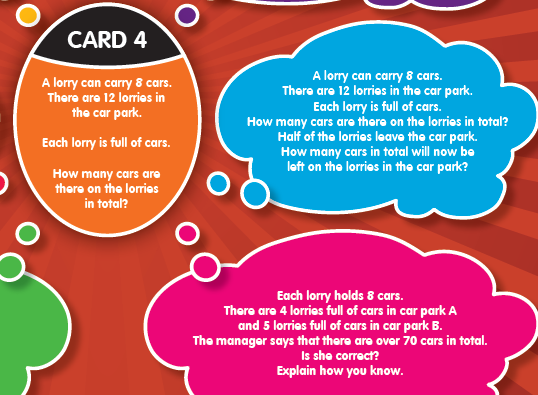 CARD 4
A lorry can carry 8 cars.
There are 12 lorries in
the car park.
Each lorry is full of cars.
How many cars are
there on the lorries
in total?
A lorry can carry 8 cars.
There are 12 lorries in the car park.
Each lorry is full of cars.
How many cars are there on the lorries in total?
Half of the lorries leave the car park.
How many cars in total will now be
left on the lorries in the car park?
Each lorry holds 8 cars.
There are 4 lorries full of cars in car park A
and 5 lorries full of cars in car park B.
The manager says that there are over 70 cars in total.
Is she correct?
Explain how you know.